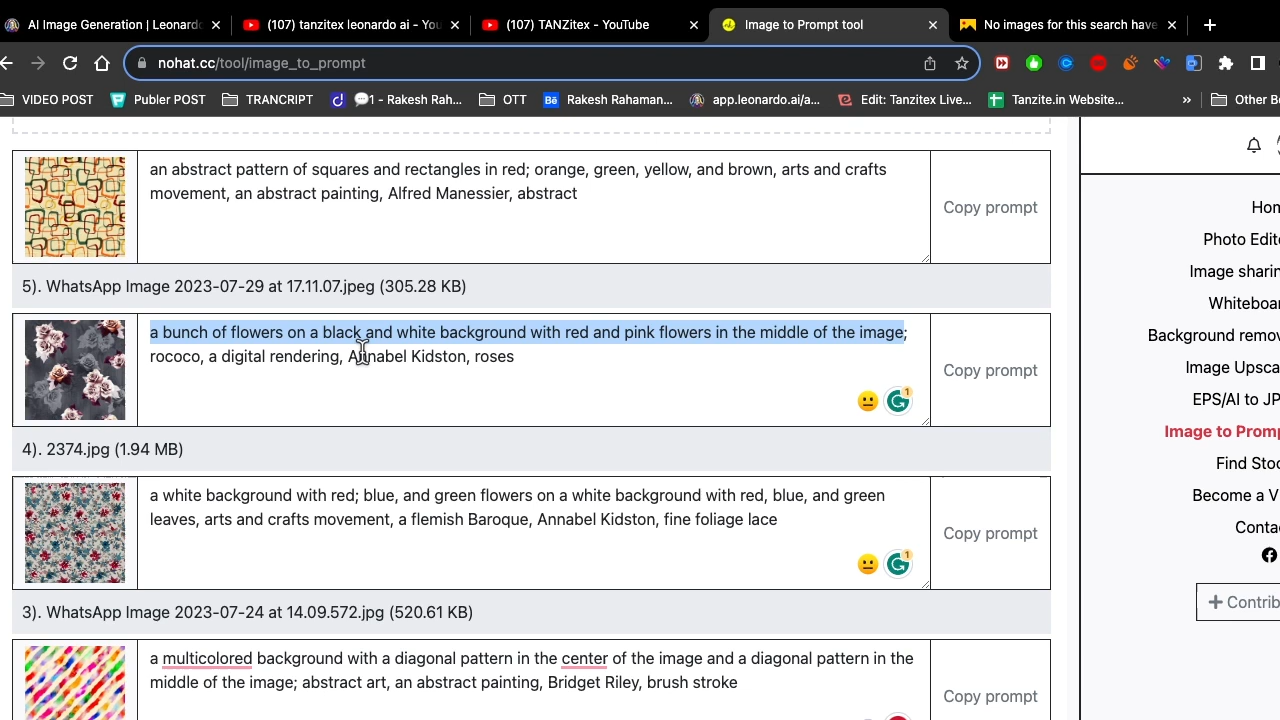 AI Image Generation | Leonard
(107) tanzitex leonardo ai - You
(107) TANZitex - YouTube
Image to Prompt tool
No images for this search have
nohat.cc/tool/image_to_prompt
VIDEO POST
Publer POST
TRANCRIPT
1 - Rakesh Rah...
OTT
Rakesh Rahaman...
app.leonardo.ai/a...
Edit: Tanzitex Live...
Tanzite.in Website...
»
Other B
an abstract pattern of squares and rectangles in red; orange, green, yellow, and brown, arts and crafts
movement, an abstract painting, Alfred Manessier, abstract
Copy prompt
5). WhatsApp Image 2023-07-29 at 17.11.07.jpeg (305.28 KB)
a bunch of flowers on a black and white background with red and pink flowers in the middle of the image;
rococo, a digital rendering, Annabel Kidston, roses
Copy prompt
4). 2374.jpg (1.94 MB)
a white background with red; blue, and green flowers on a white background with red, blue, and green
leaves, arts and crafts movement, a flemish Baroque, Annabel Kidston, fine foliage lace
Copy prompt
3). WhatsApp Image 2023-07-24 at 14.09.572.jpg (520.61 KB)
a multicolored background with a diagonal pattern in the center of the image and a diagonal pattern in the
middle of the image; abstract art, an abstract painting, Bridget Riley, brush stroke
Copy prompt
Hom
Photo Edit
Image sharin
Whiteboar
Background remov
Image Upsca
EPS/AI to JP
Image to Promp
Find Stoc
Become a V
Conta
+ Contrib